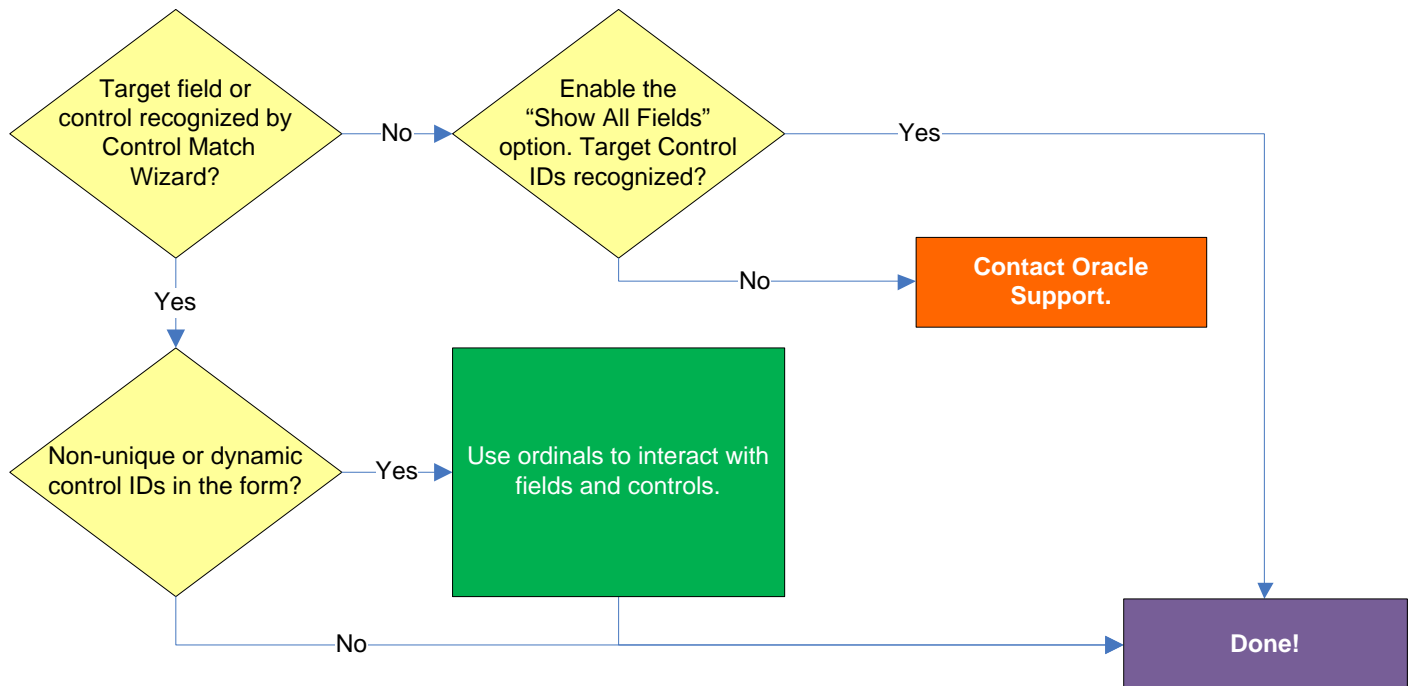 Target field or
control recognized by
Control Match
Wizard?
No
Enable the
“Show All Fields”
option. Target Control
IDs recognized?
Yes
No
Contact Oracle
Support.
Yes
Non-unique or dynamic
control IDs in the form?
Yes
Use ordinals to interact with
fields and controls.
No
Done!